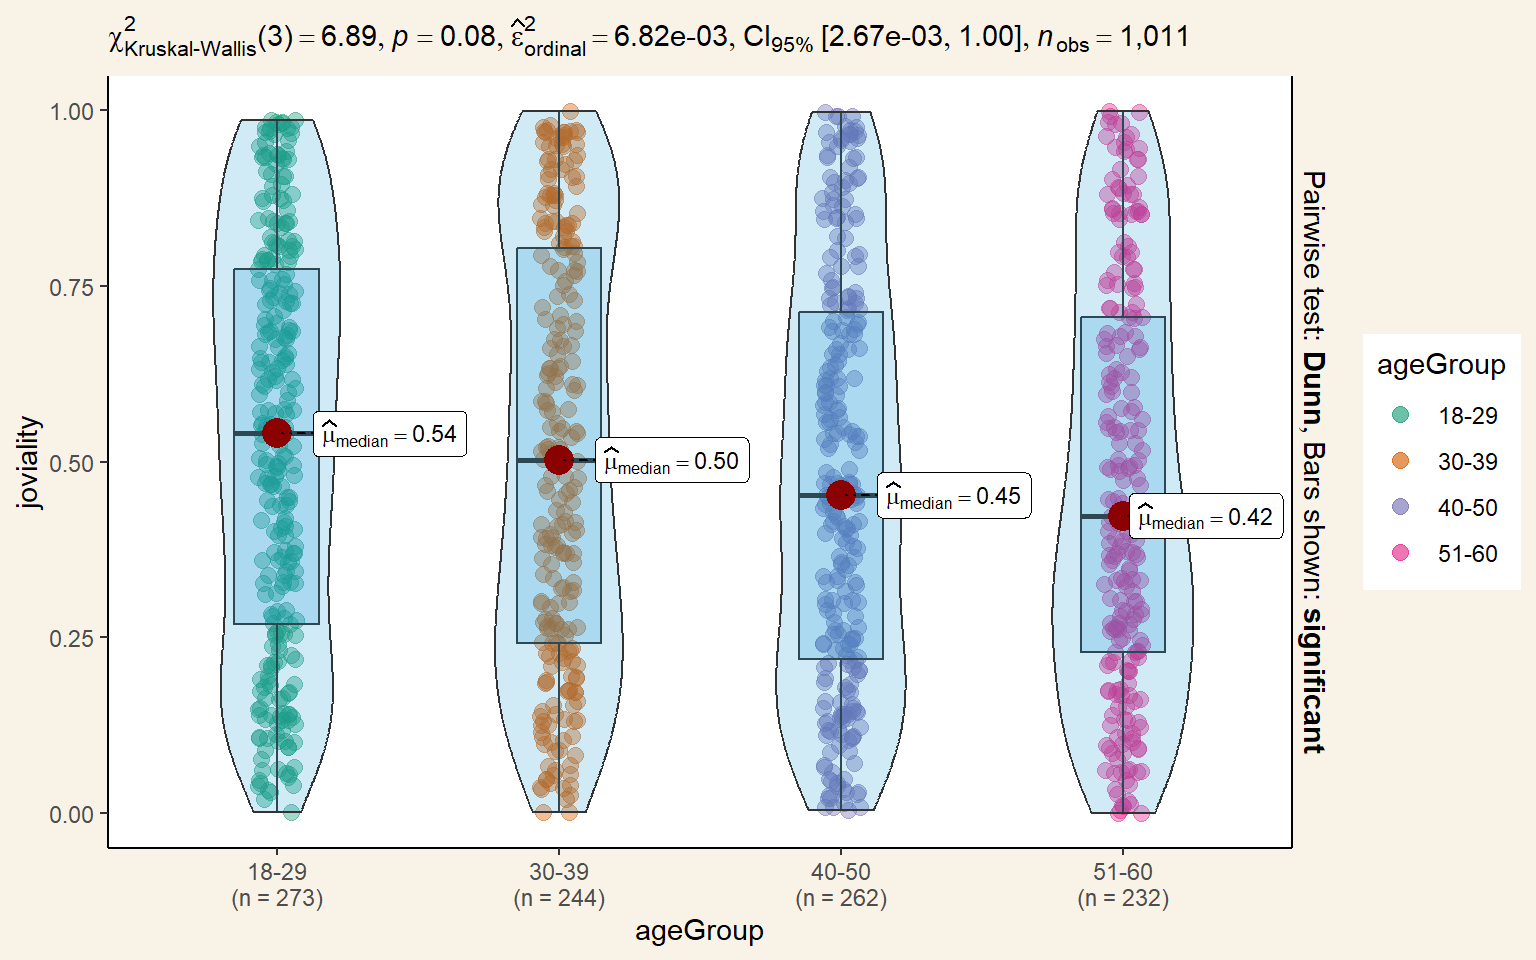 χ²Kruskal-Wallis(3) = 6.89, p = 0.08, ε̂²ordinal = 6.82e-03, CI95% [2.67e-03, 1.00], nobs = 1,011
1.00
0.75
0.50
0.25
0.00
joviality
μ̂median = 0.54
μ̂median = 0.50
μ̂median = 0.45
μ̂median = 0.42
18-29
(n = 273)
30-39
(n = 244)
40-50
(n = 262)
51-60
(n = 232)
ageGroup
Pairwise test: Dunn, Bars shown: significant
ageGroup
18-29
30-39
40-50
51-60